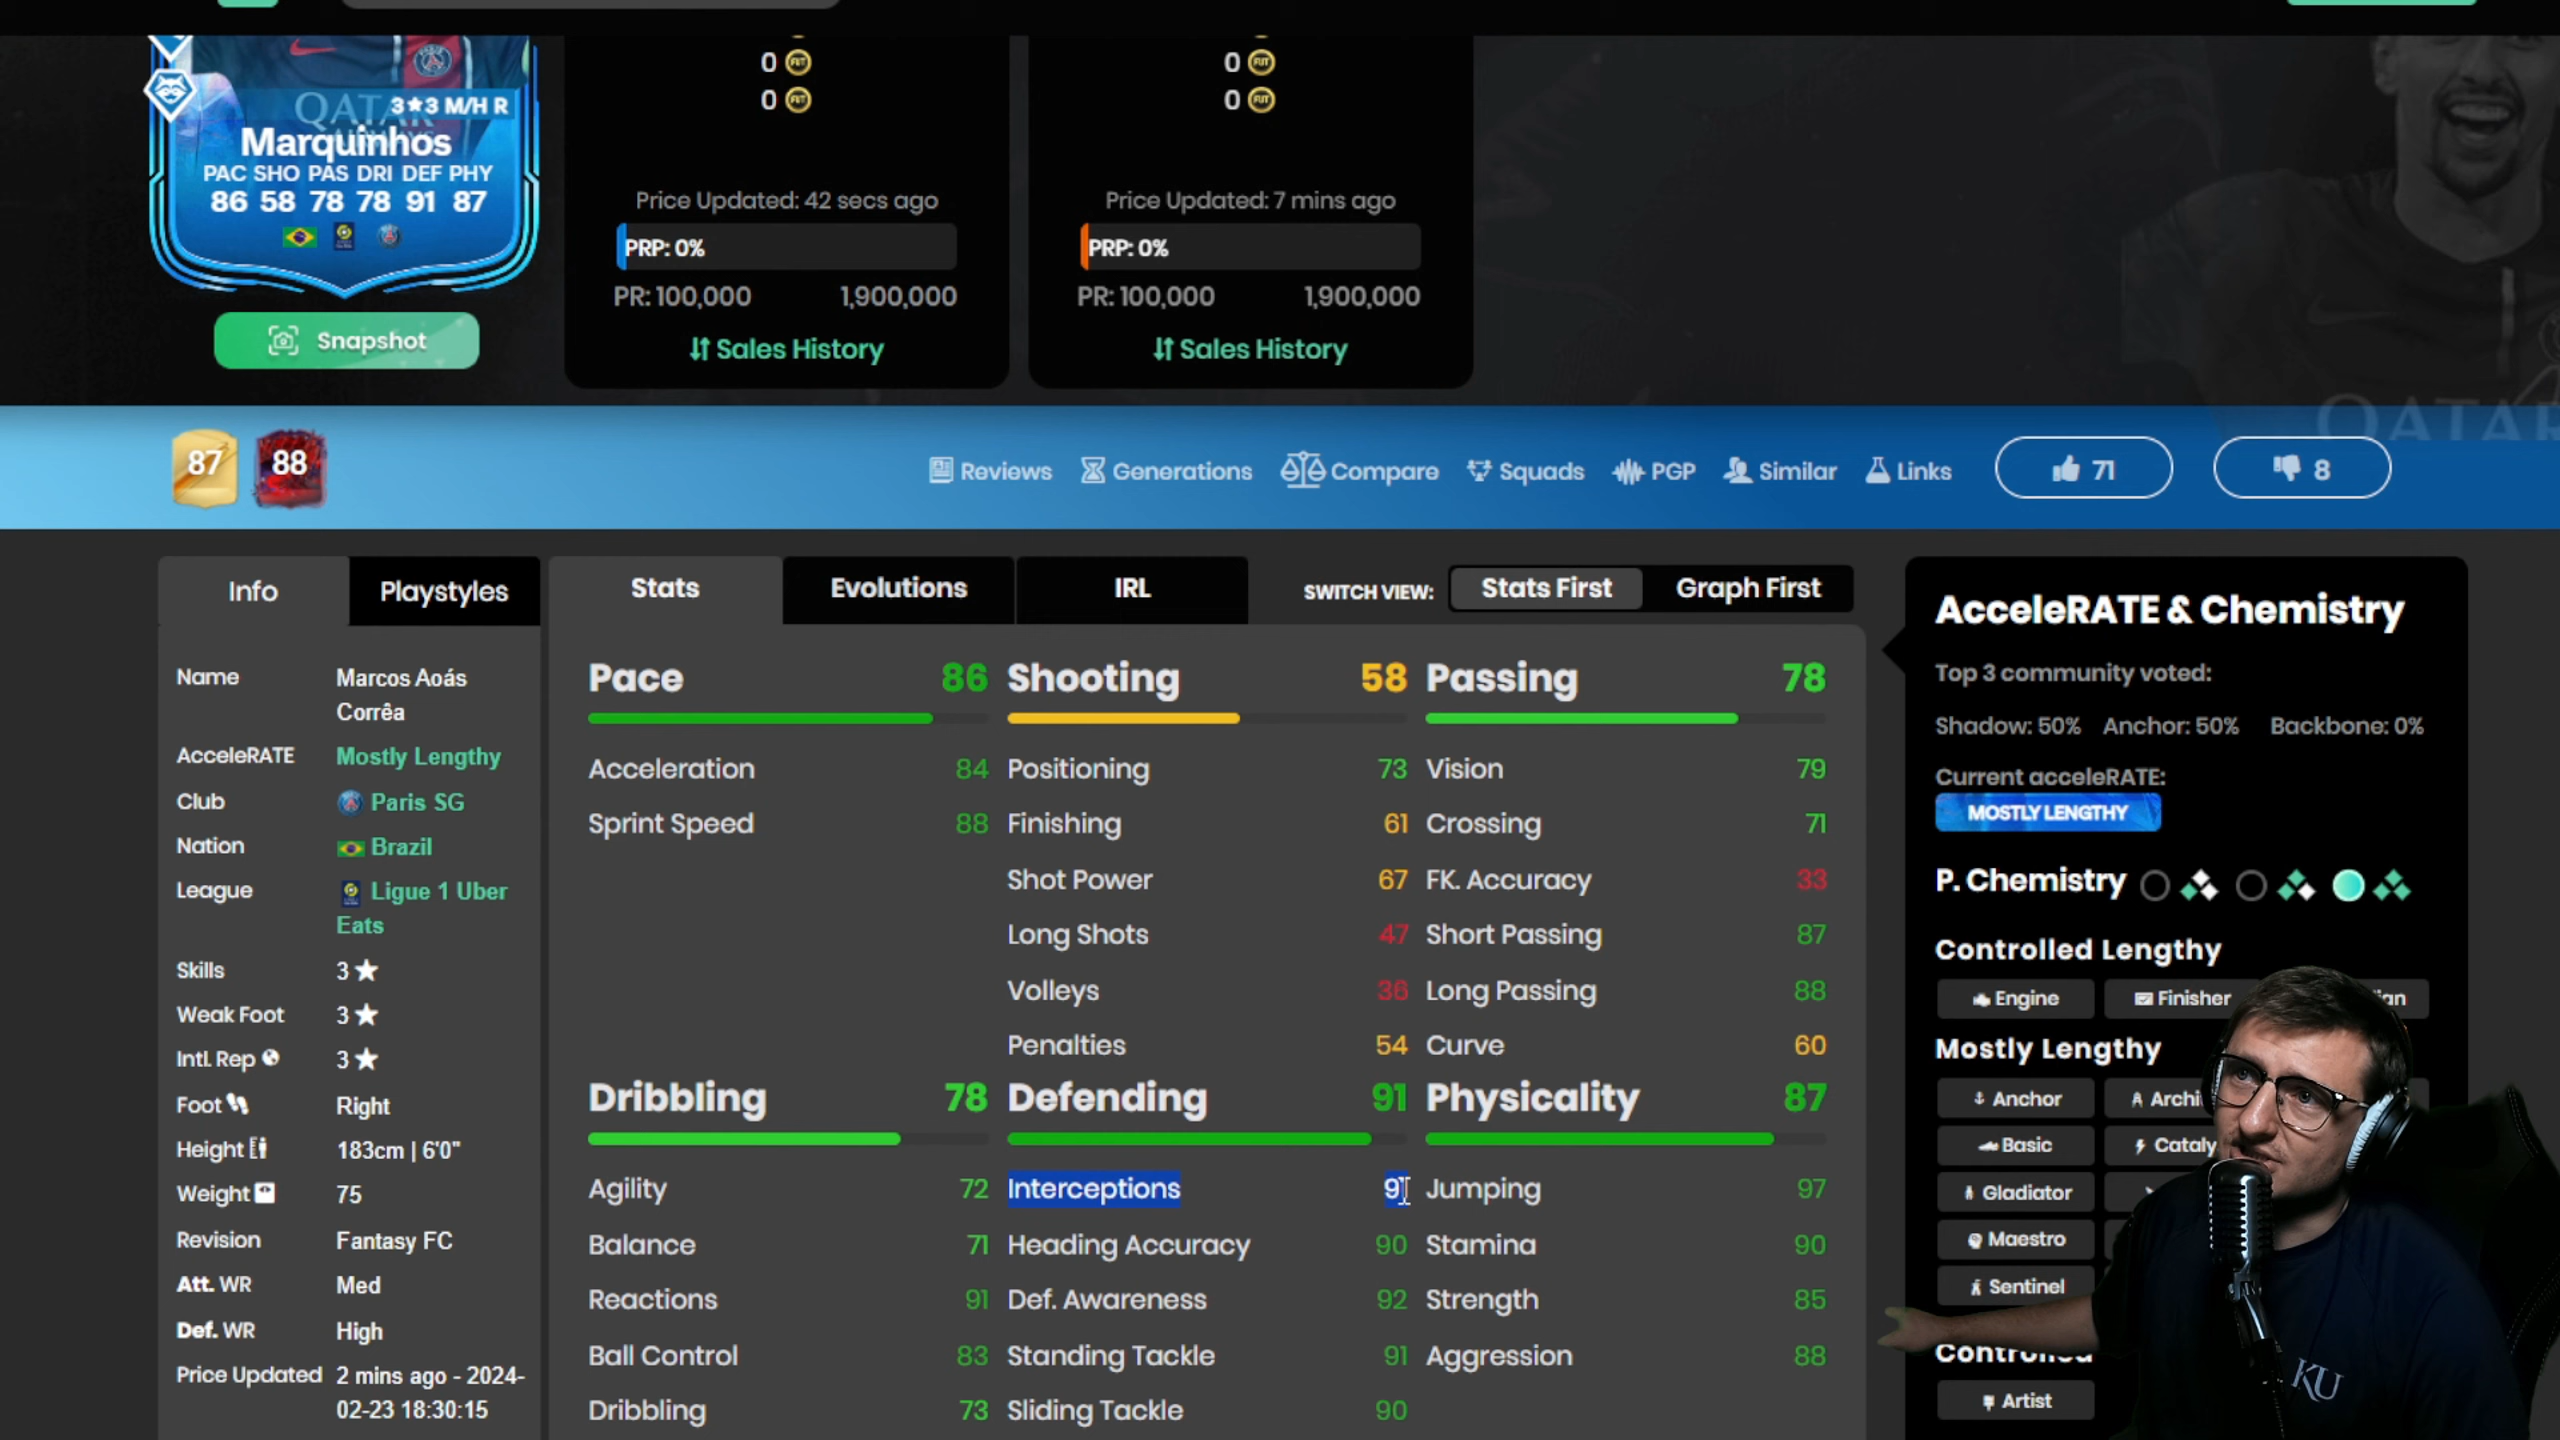 0
0
0
0
QATAR
3★3 M/H R
Marquinhos
PAC SHO PAS DRI DEF PHY
86 58 78 78 91 87
Snapshot
Price Updated: 42 secs ago
PRP: 0%
PR: 100,000 1,900,000
Sales History
Price Updated: 7 mins ago
PRP: 0%
PR: 100,000 1,900,000
Sales History
QATAR
87 88
Reviews Generations Compare Squads PGP Similar Links 71 8
Info Playstyles
Name Marcos Aoás
Corrêa
AcceleRATE Mostly Lengthy
Club Paris SG
Nation Brazil
League Ligue 1 Uber
Eats
Skills 3★
Weak Foot 3★
Intl. Rep 3★
Foot Right
Height 183cm | 6'0"
Weight 75
Revision Fantasy FC
Att. WR Med
Def. WR High
Price Updated 2 mins ago - 2024-
02-23 18:30:15
Stats Evolutions IRL SWITCH VIEW: Stats First Graph First
Pace 86
Acceleration 84
Sprint Speed 88
Shooting 58
Positioning 73
Finishing 61
Shot Power 67
Long Shots 47
Volleys 36
Penalties 54
Passing 78
Vision 79
Crossing 71
FK. Accuracy 33
Short Passing 87
Long Passing 88
Curve 60
Dribbling 78
Agility 72
Balance 71
Reactions 91
Ball Control 83
Dribbling 73
Defending 91
Interceptions
Heading Accuracy 90
Def. Awareness 92
Standing Tackle 91
Sliding Tackle 90
Physicality 87
Jumping 97
Stamina 90
Strength 85
Aggression 88
AcceleRATE & Chemistry
Top 3 community voted:
Shadow: 50% Anchor: 50% Backbone: 0%
Current acceleRATE:
MOSTLY LENGTHY
P. Chemistry
Controlled Lengthy
Engine Finisher
Mostly Lengthy
Anchor
Basic
Gladiator
Maestro
Sentinel
Controlled
Artist
KU